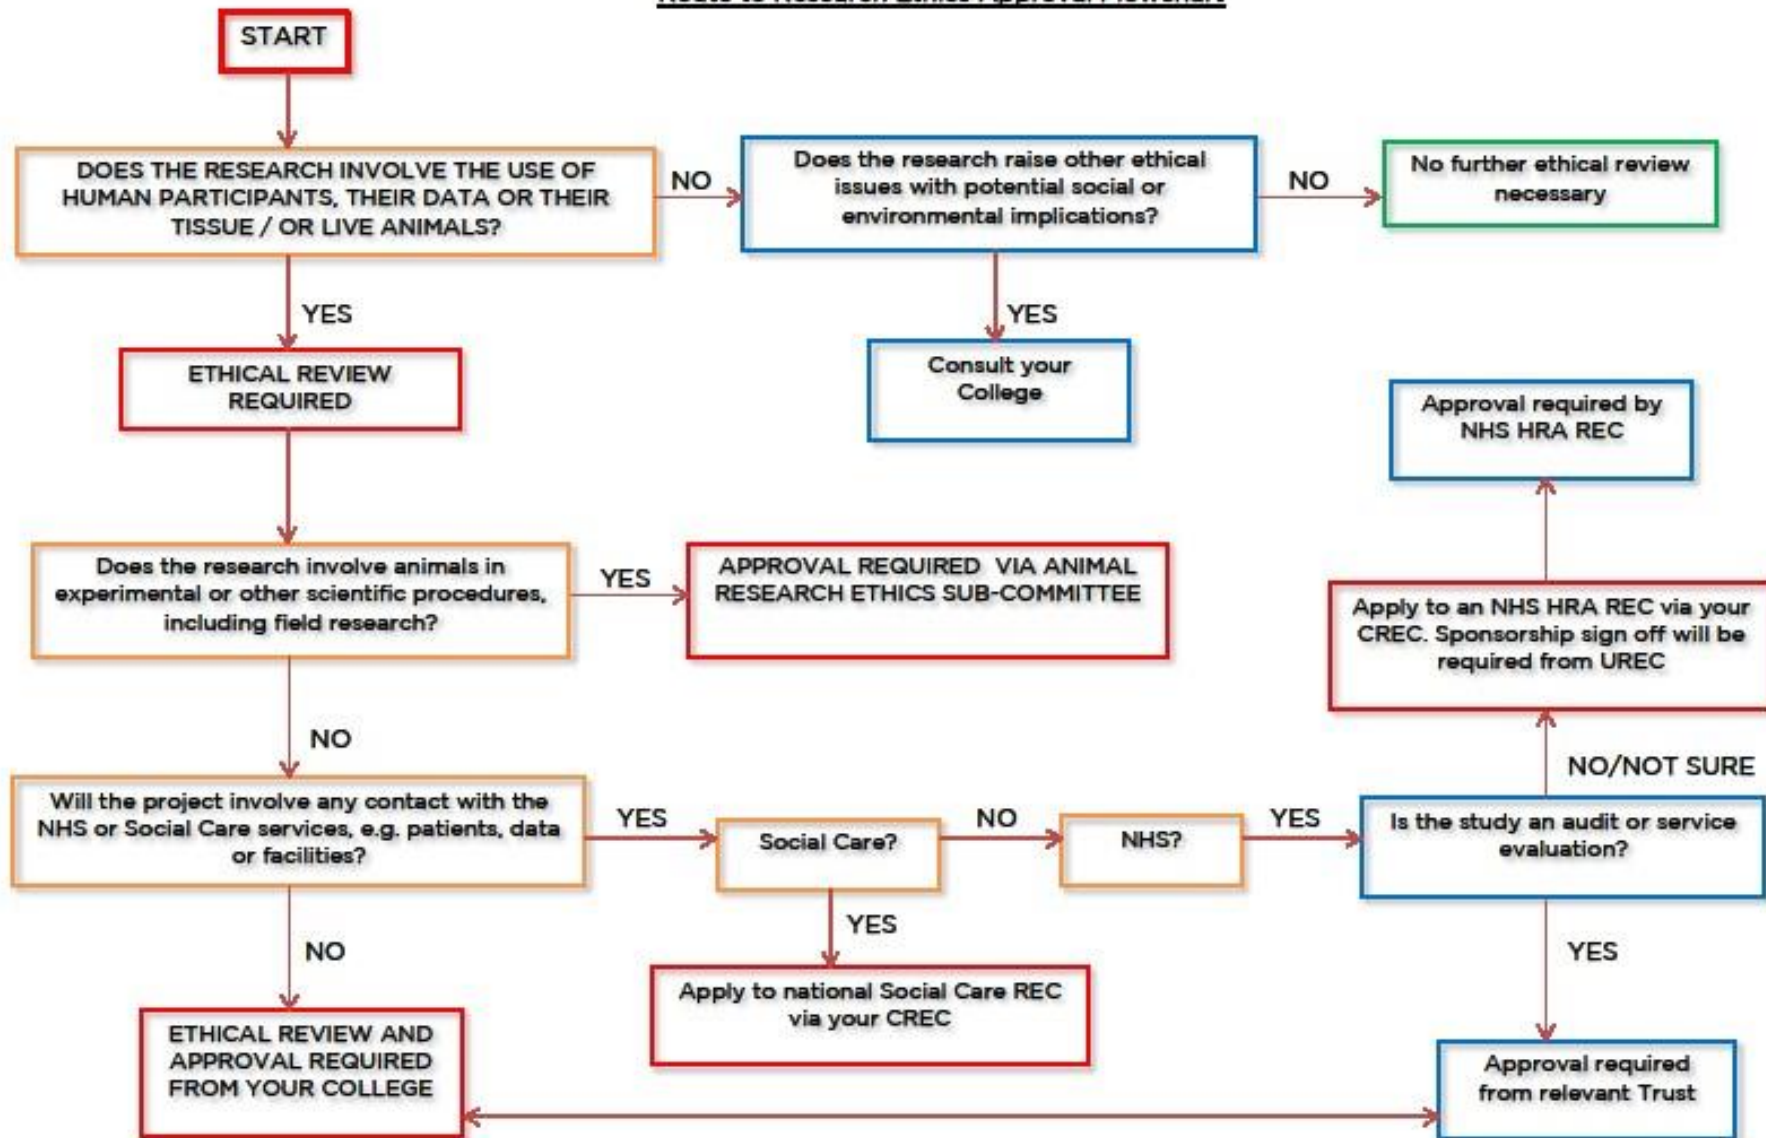 Route to Research Ethics Approval Flowchart
START
DOES THE RESEARCH INVOLVE THE USE OF
HUMAN PARTICIPANTS, THEIR DATA OR THEIR
TISSUE / OR LIVE ANIMALS?
NO
Does the research raise other ethical
issues with potential social or
environmental implications?
NO
No further ethical review
necessary
YES
YES
ETHICAL REVIEW
REQUIRED
Consult your
College
Approval required by
NHS HRA REC
Does the research involve animals in
experimental or other scientific procedures,
including field research?
YES
APPROVAL REQUIRED VIA ANIMAL
RESEARCH ETHICS SUB-COMMITTEE
Apply to an NHS HRA REC via your
CREC. Sponsorship sign off will be
required from UREC
NO
NO/NOT SURE
Will the project involve any contact with the
NHS or Social Care services, e.g. patients, data
or facilities?
YES
Social Care?
NO
NHS?
YES
Is the study an audit or service
evaluation?
NO
YES
YES
Apply to national Social Care REC
via your CREC
ETHICAL REVIEW AND
APPROVAL REQUIRED
FROM YOUR COLLEGE
Approval required
from relevant Trust